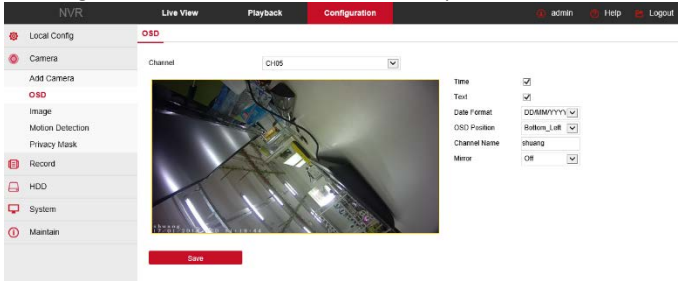 NVR
Live View
Playback
Configuration
admin
Help
Logout
Local Config
Camera
Add Camera
OSD
Image
Motion Detection
Privacy Mask
Record
HDD
System
Maintain
OSD
Channel
CH05
Time
Text
Date Format
DD/MM/YYYY
OSD Position
Bottom_Left
Channel Name
shuang
Mirror
Off
shuang
Save